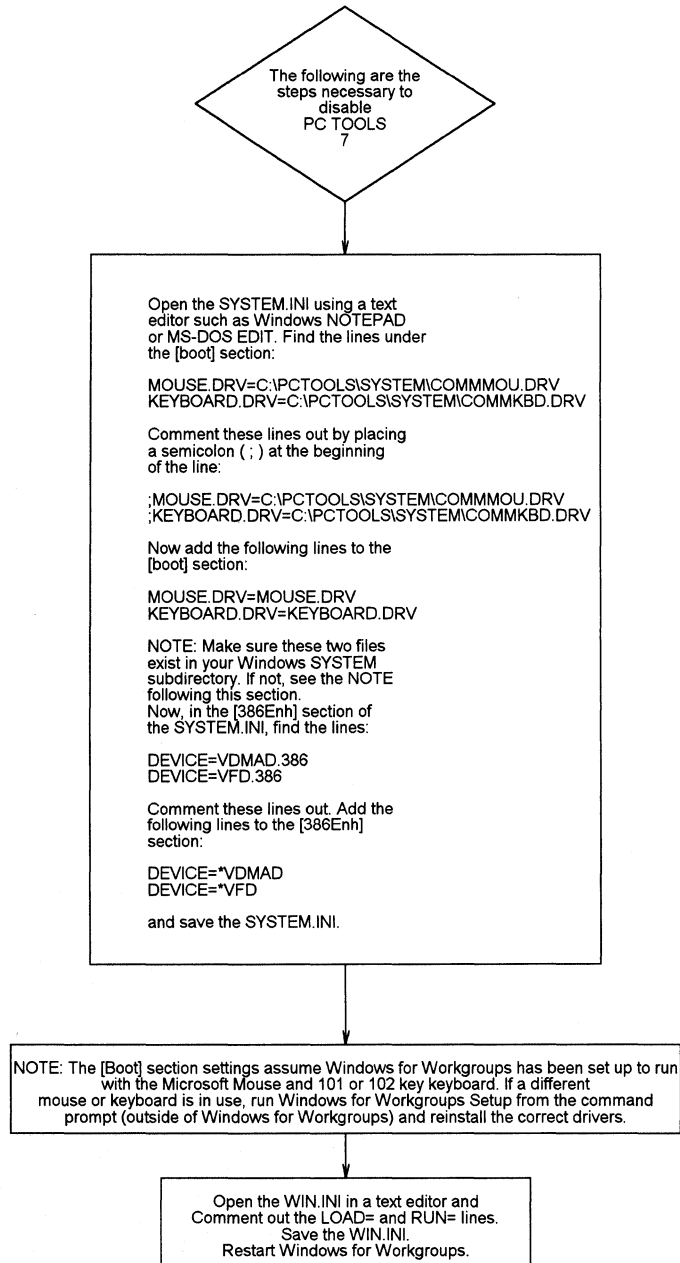 The following are the
steps necessary to
disable
PC TOOLS
7
Open the SYSTEM.INI using a text
editor such as Windows NOTEPAD
or MS-DOS EDIT. Find the lines under
the [boot] section:
MOUSE.DRV=C:\PCTOOLS\SYSTEM\COMMMOU.DRV
KEYBOARD.DRV=C:\PCTOOLS\SYSTEM\COMMKBD.DRV
Comment these lines out by placing
a semicolon ( ; ) at the beginning
of the line:
;MOUSE.DRV=C:\PCTOOLS\SYSTEM\COMMMOU.DRV
;KEYBOARD.DRV=C:\PCTOOLS\SYSTEM\COMMKBD.DRV
Now add the following lines to the
[boot] section:
MOUSE.DRV=MOUSE.DRV
KEYBOARD.DRV=KEYBOARD.DRV
NOTE: Make sure these two files
exist in your Windows SYSTEM
subdirectory. If not, see the NOTE
following this section.
Now, in the [386Enh] section of
the SYSTEM.INI, find the lines:
DEVICE=VDMAD.386
DEVICE=VFD.386
Comment these lines out. Add the
following lines to the [386Enh]
section:
DEVICE=*VDMAD
DEVICE=*VFD
and save the SYSTEM.INI.
NOTE: The [Boot] section settings assume Windows for Workgroups has been set up to run
with the Microsoft Mouse and 101 or 102 key keyboard. If a different
mouse or keyboard is in use, run Windows for Workgroups Setup from the command
prompt (outside of Windows for Workgroups) and reinstall the correct drivers.
Open the WIN.INI in a text editor and
Comment out the LOAD= and RUN= lines.
Save the WIN.INI.
Restart Windows for Workgroups.